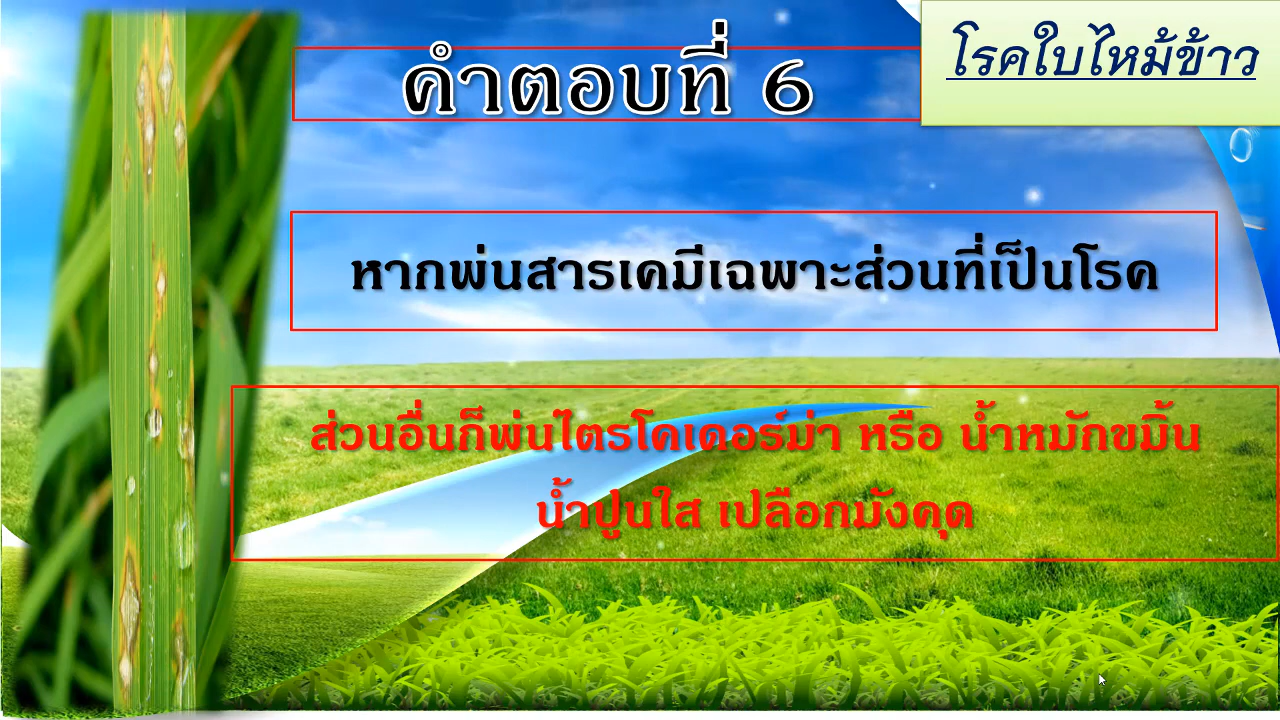 โรคใบไหม้ข้าว
คำตอบที่ 6
หากพ่นสารเคมีเฉพาะส่วนที่เป็นโรค
ส่วนอื่นก็พ่นไตรโคเดอร์ม่า หรือ น้ำหมักขมิ้น
น้ำปูนใส เปลือกมังคุด